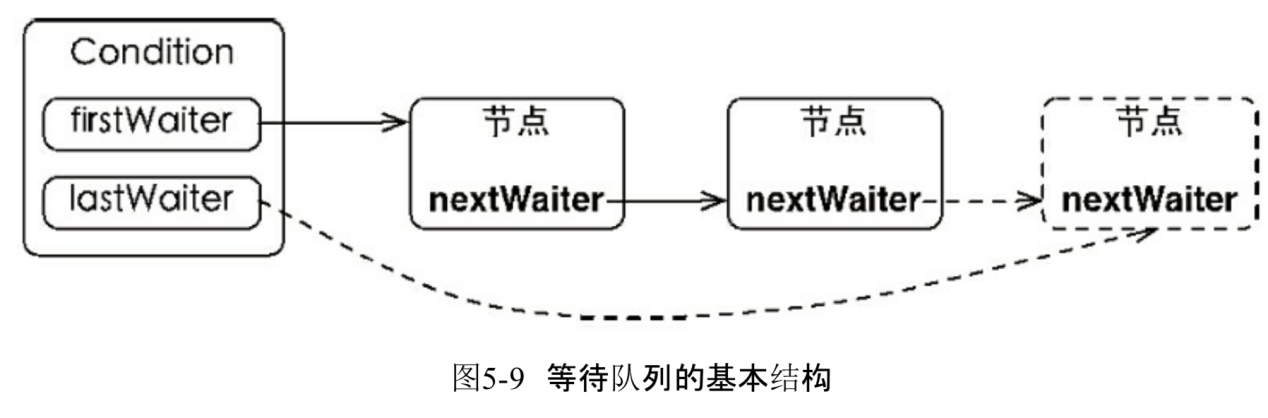 Condition
firstWaiter
lastWaiter
节点
nextWaiter
节点
nextWaiter
节点
nextWaiter
图5-9 等待队列的基本结构